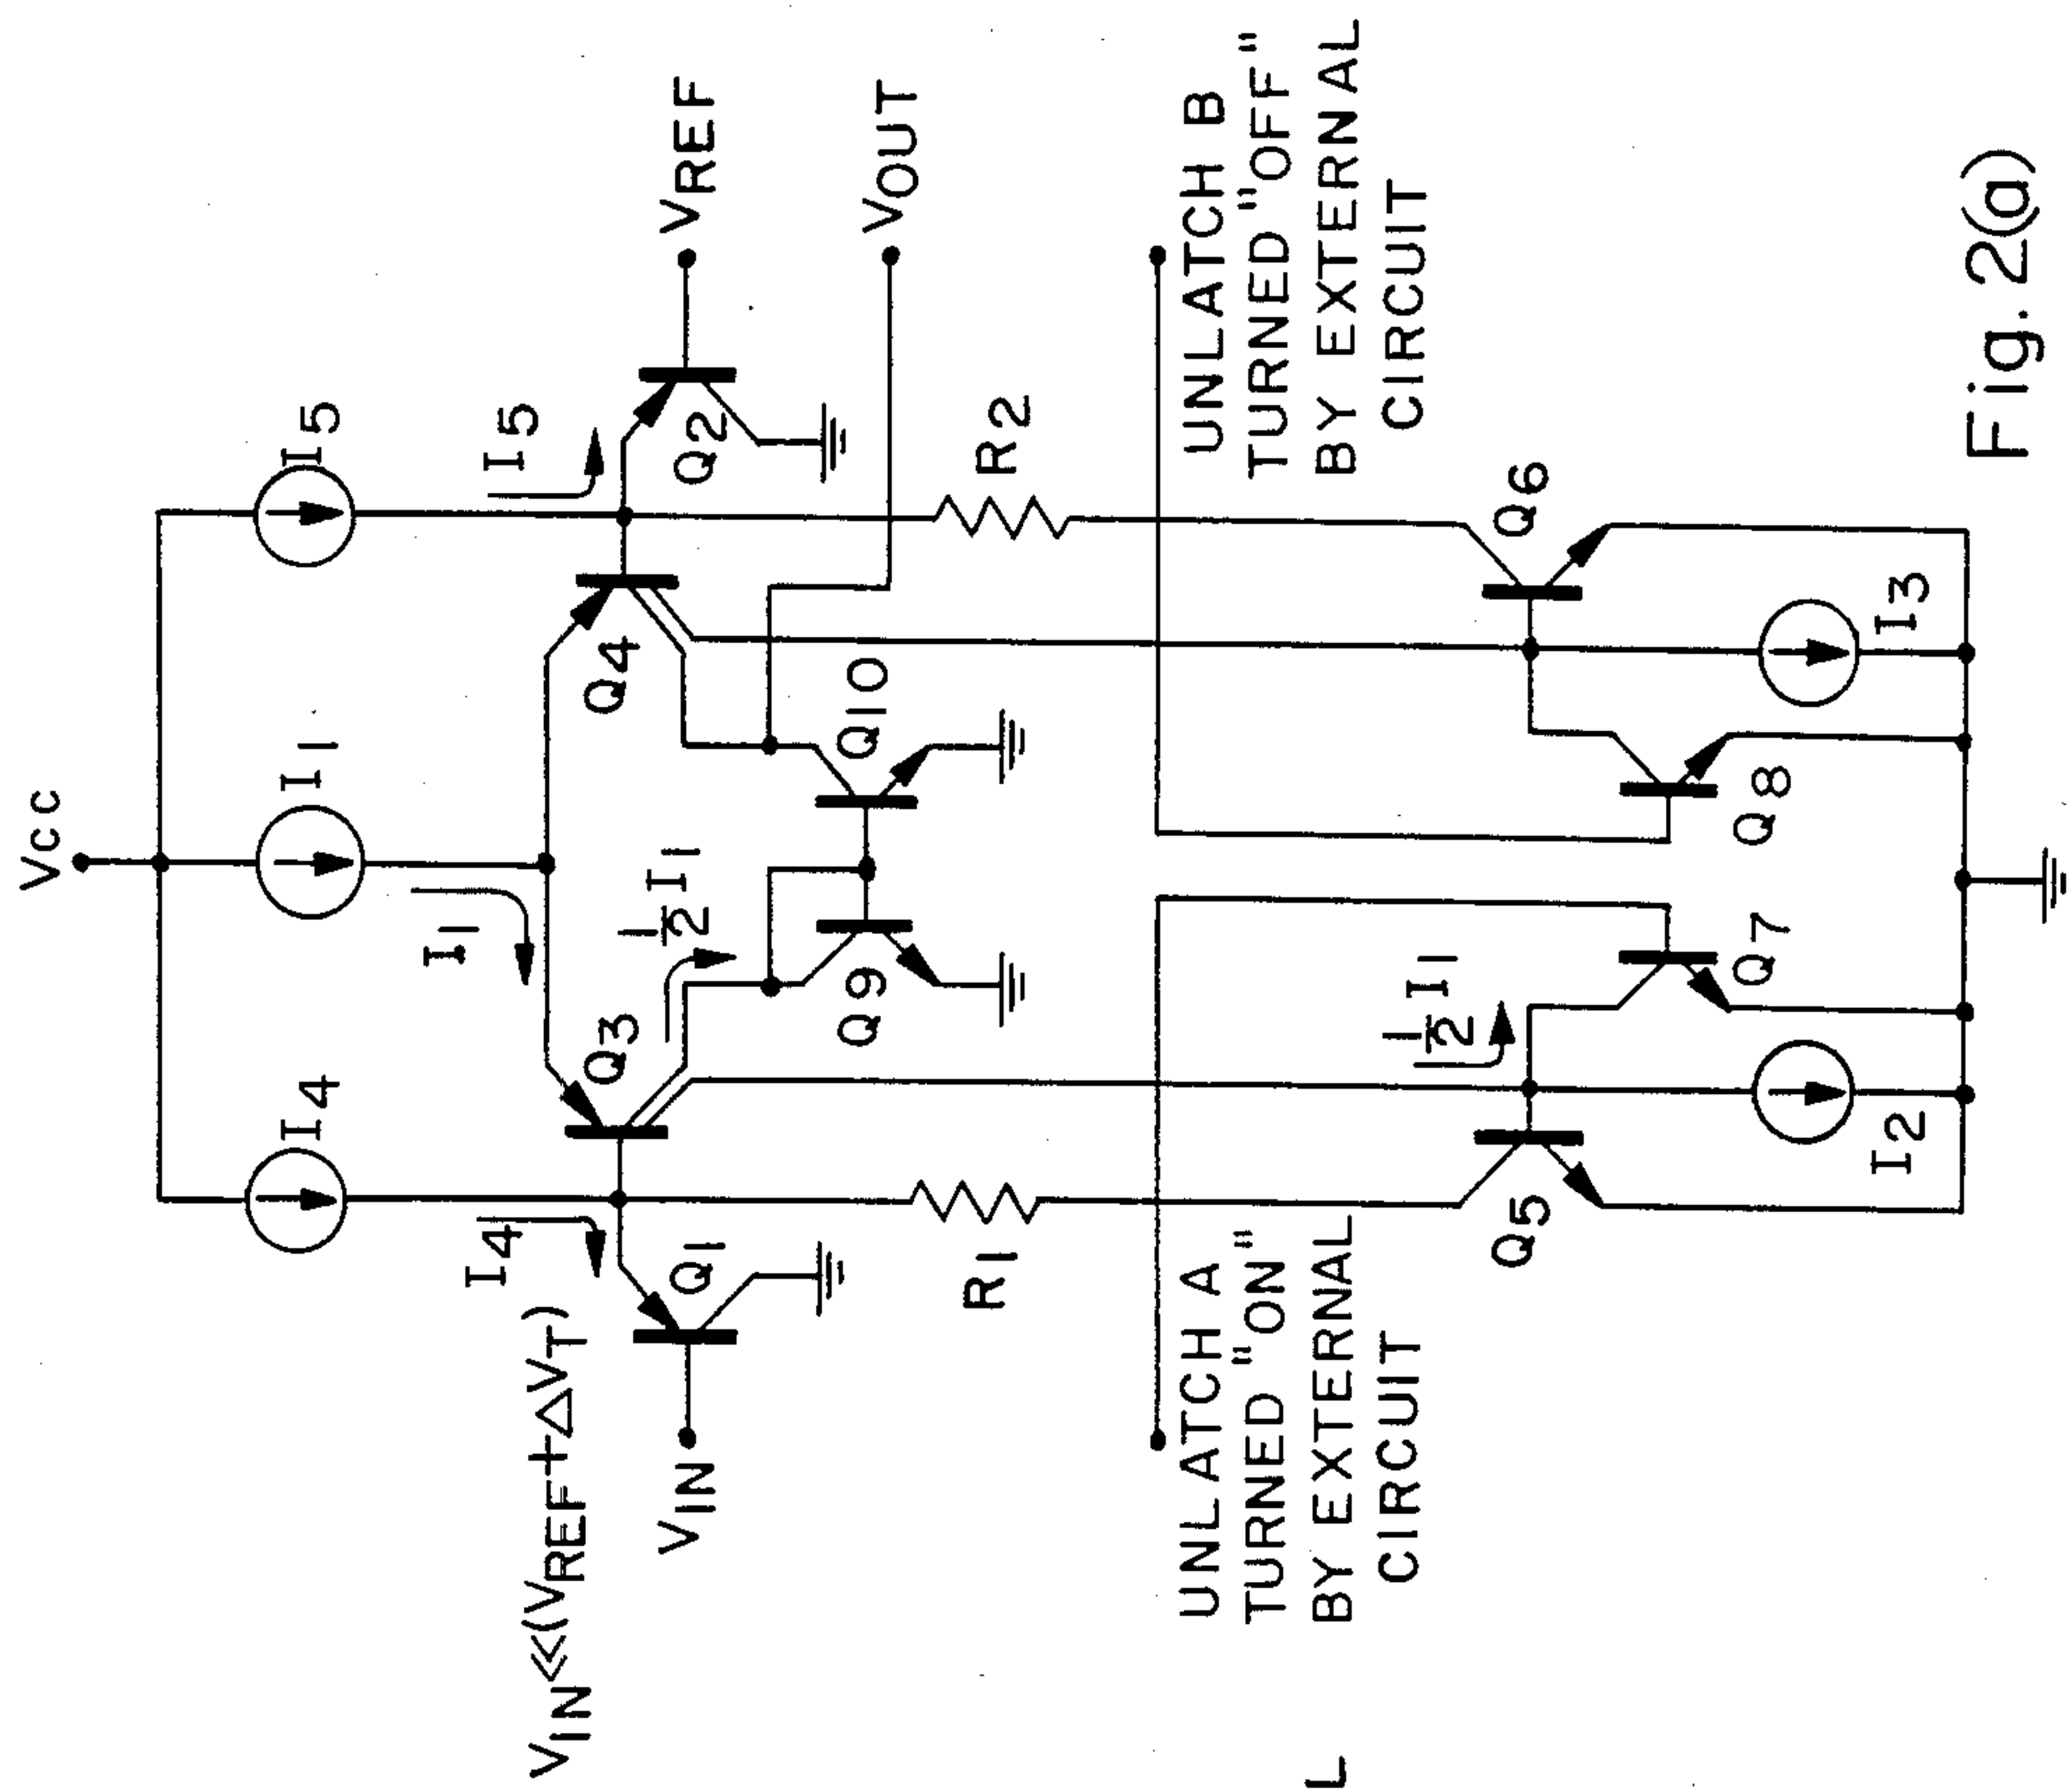 VCC
I4
I1
I5
I4
I1
I5
VIN<<(VREF+ΔVT)
VIN
Q1
Q3
Q4
Q2
VREF
1/2 I1
VOUT
Q9
Q10
R1
R2
UNLATCH A
TURNED "ON"
BY EXTERNAL
CIRCUIT
UNLATCH B
TURNED "OFF"
BY EXTERNAL
CIRCUIT
L
1/2 I1
Q5
Q6
Q7
Q8
I2
I3
Fig. 2(a)